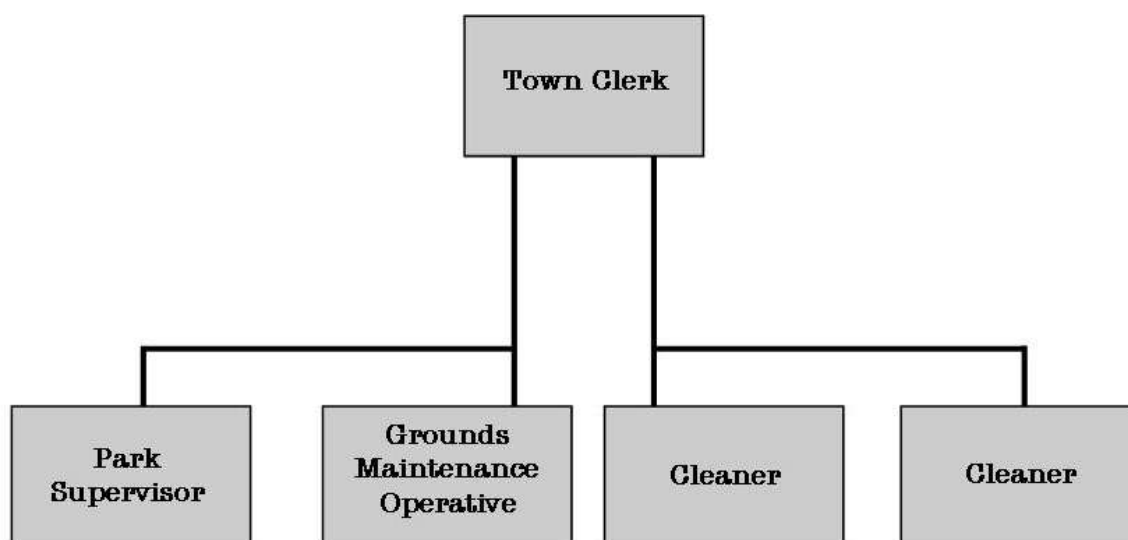 Town Clerk
Park
Supervisor
Grounds
Maintenance
Operative
Cleaner
Cleaner